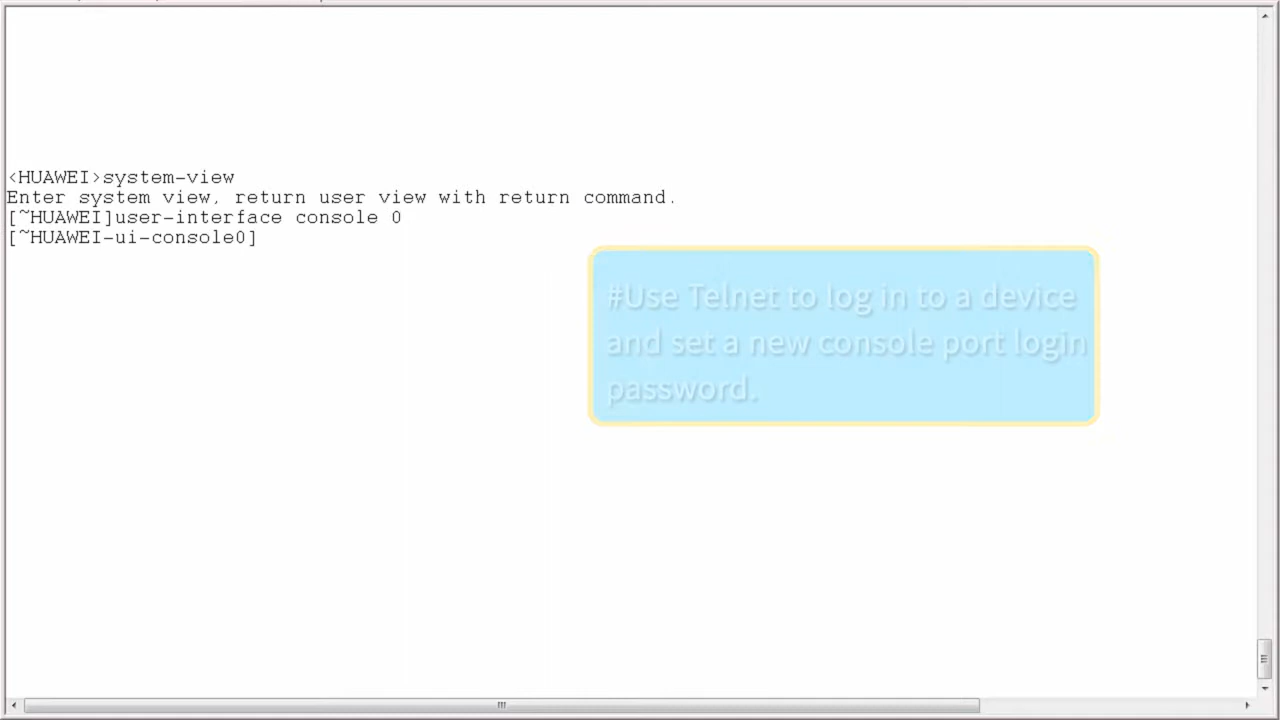 <HUAWEI>system-view
Enter system view, return user view with return command.
[~HUAWEI]user-interface console 0
[~HUAWEI-ui-console0]
#Use Telnet to log in to a device
and set a new console port login
password.